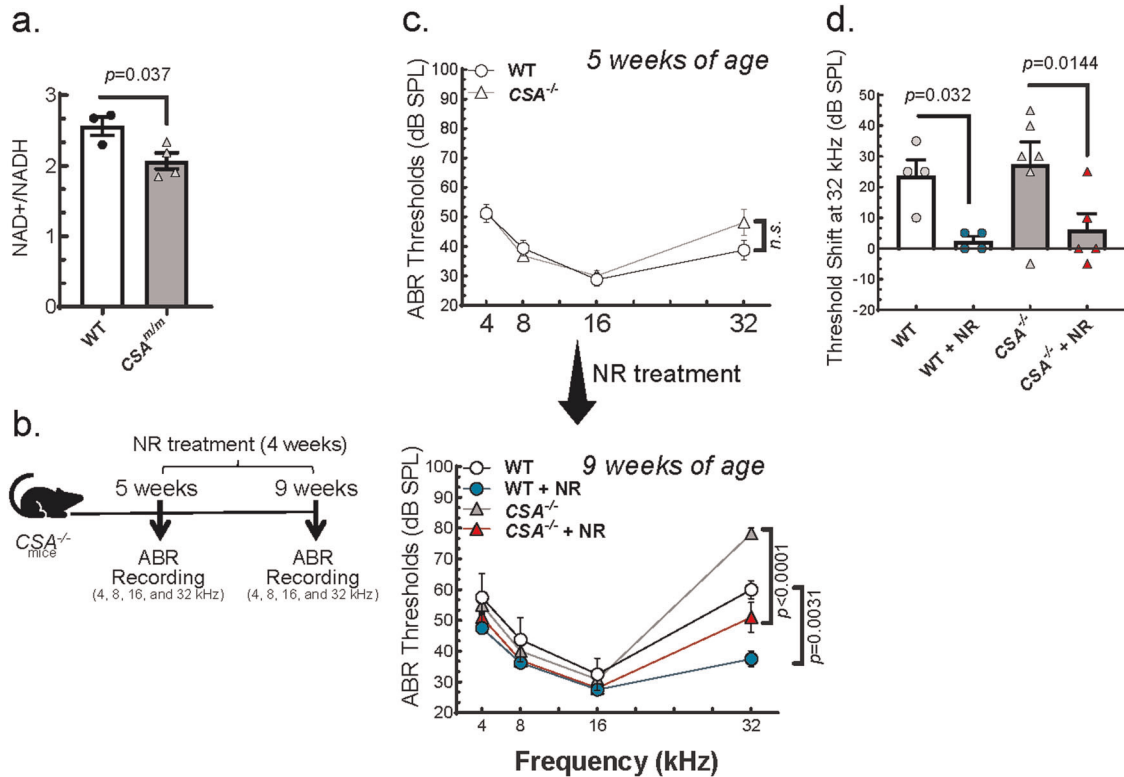 a.
p=0.037
3
2
1
0
NAD+/NADH
WT
CSA^m/m
b.
NR treatment (4 weeks)
5 weeks
9 weeks
CSA^-/-
mice
ABR
Recording
(4, 8, 16, and 32 kHz)
ABR
Recording
(4, 8, 16, and 32 kHz)
c.
5 weeks of age
WT
CSA^-/-
100
90
80
70
60
50
40
30
20
ABR Thresholds (dB SPL)
n.s.
4
8
16
32
NR treatment
9 weeks of age
WT
WT + NR
CSA^-/-
CSA^-/- + NR
100
90
80
70
60
50
40
30
20
ABR Thresholds (dB SPL)
p<0.0001
p=0.0031
4
8
16
32
Frequency (kHz)
d.
p=0.0144
p=0.032
50
40
30
20
10
0
-10
-20
Threshold Shift at 32 kHz (dB SPL)
WT
WT + NR
CSA^-/-
CSA^-/- + NR